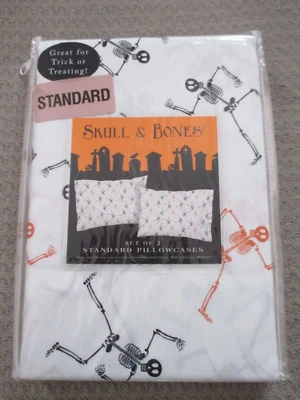 Great for
Trick or
Treating!
STANDARD
SKULL & BONES
SET OF 2
STANDARD PILLOWCASES